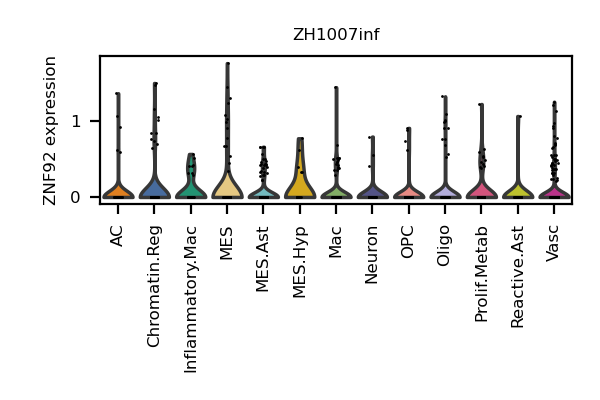 ZH1007inf
ZNF92 expression
1
0
AC
Chromatin.Reg
Inflammatory.Mac
MES
MES.Ast
MES.Hyp
Mac
Neuron
OPC
Oligo
Prolif.Metab
Reactive.Ast
Vasc